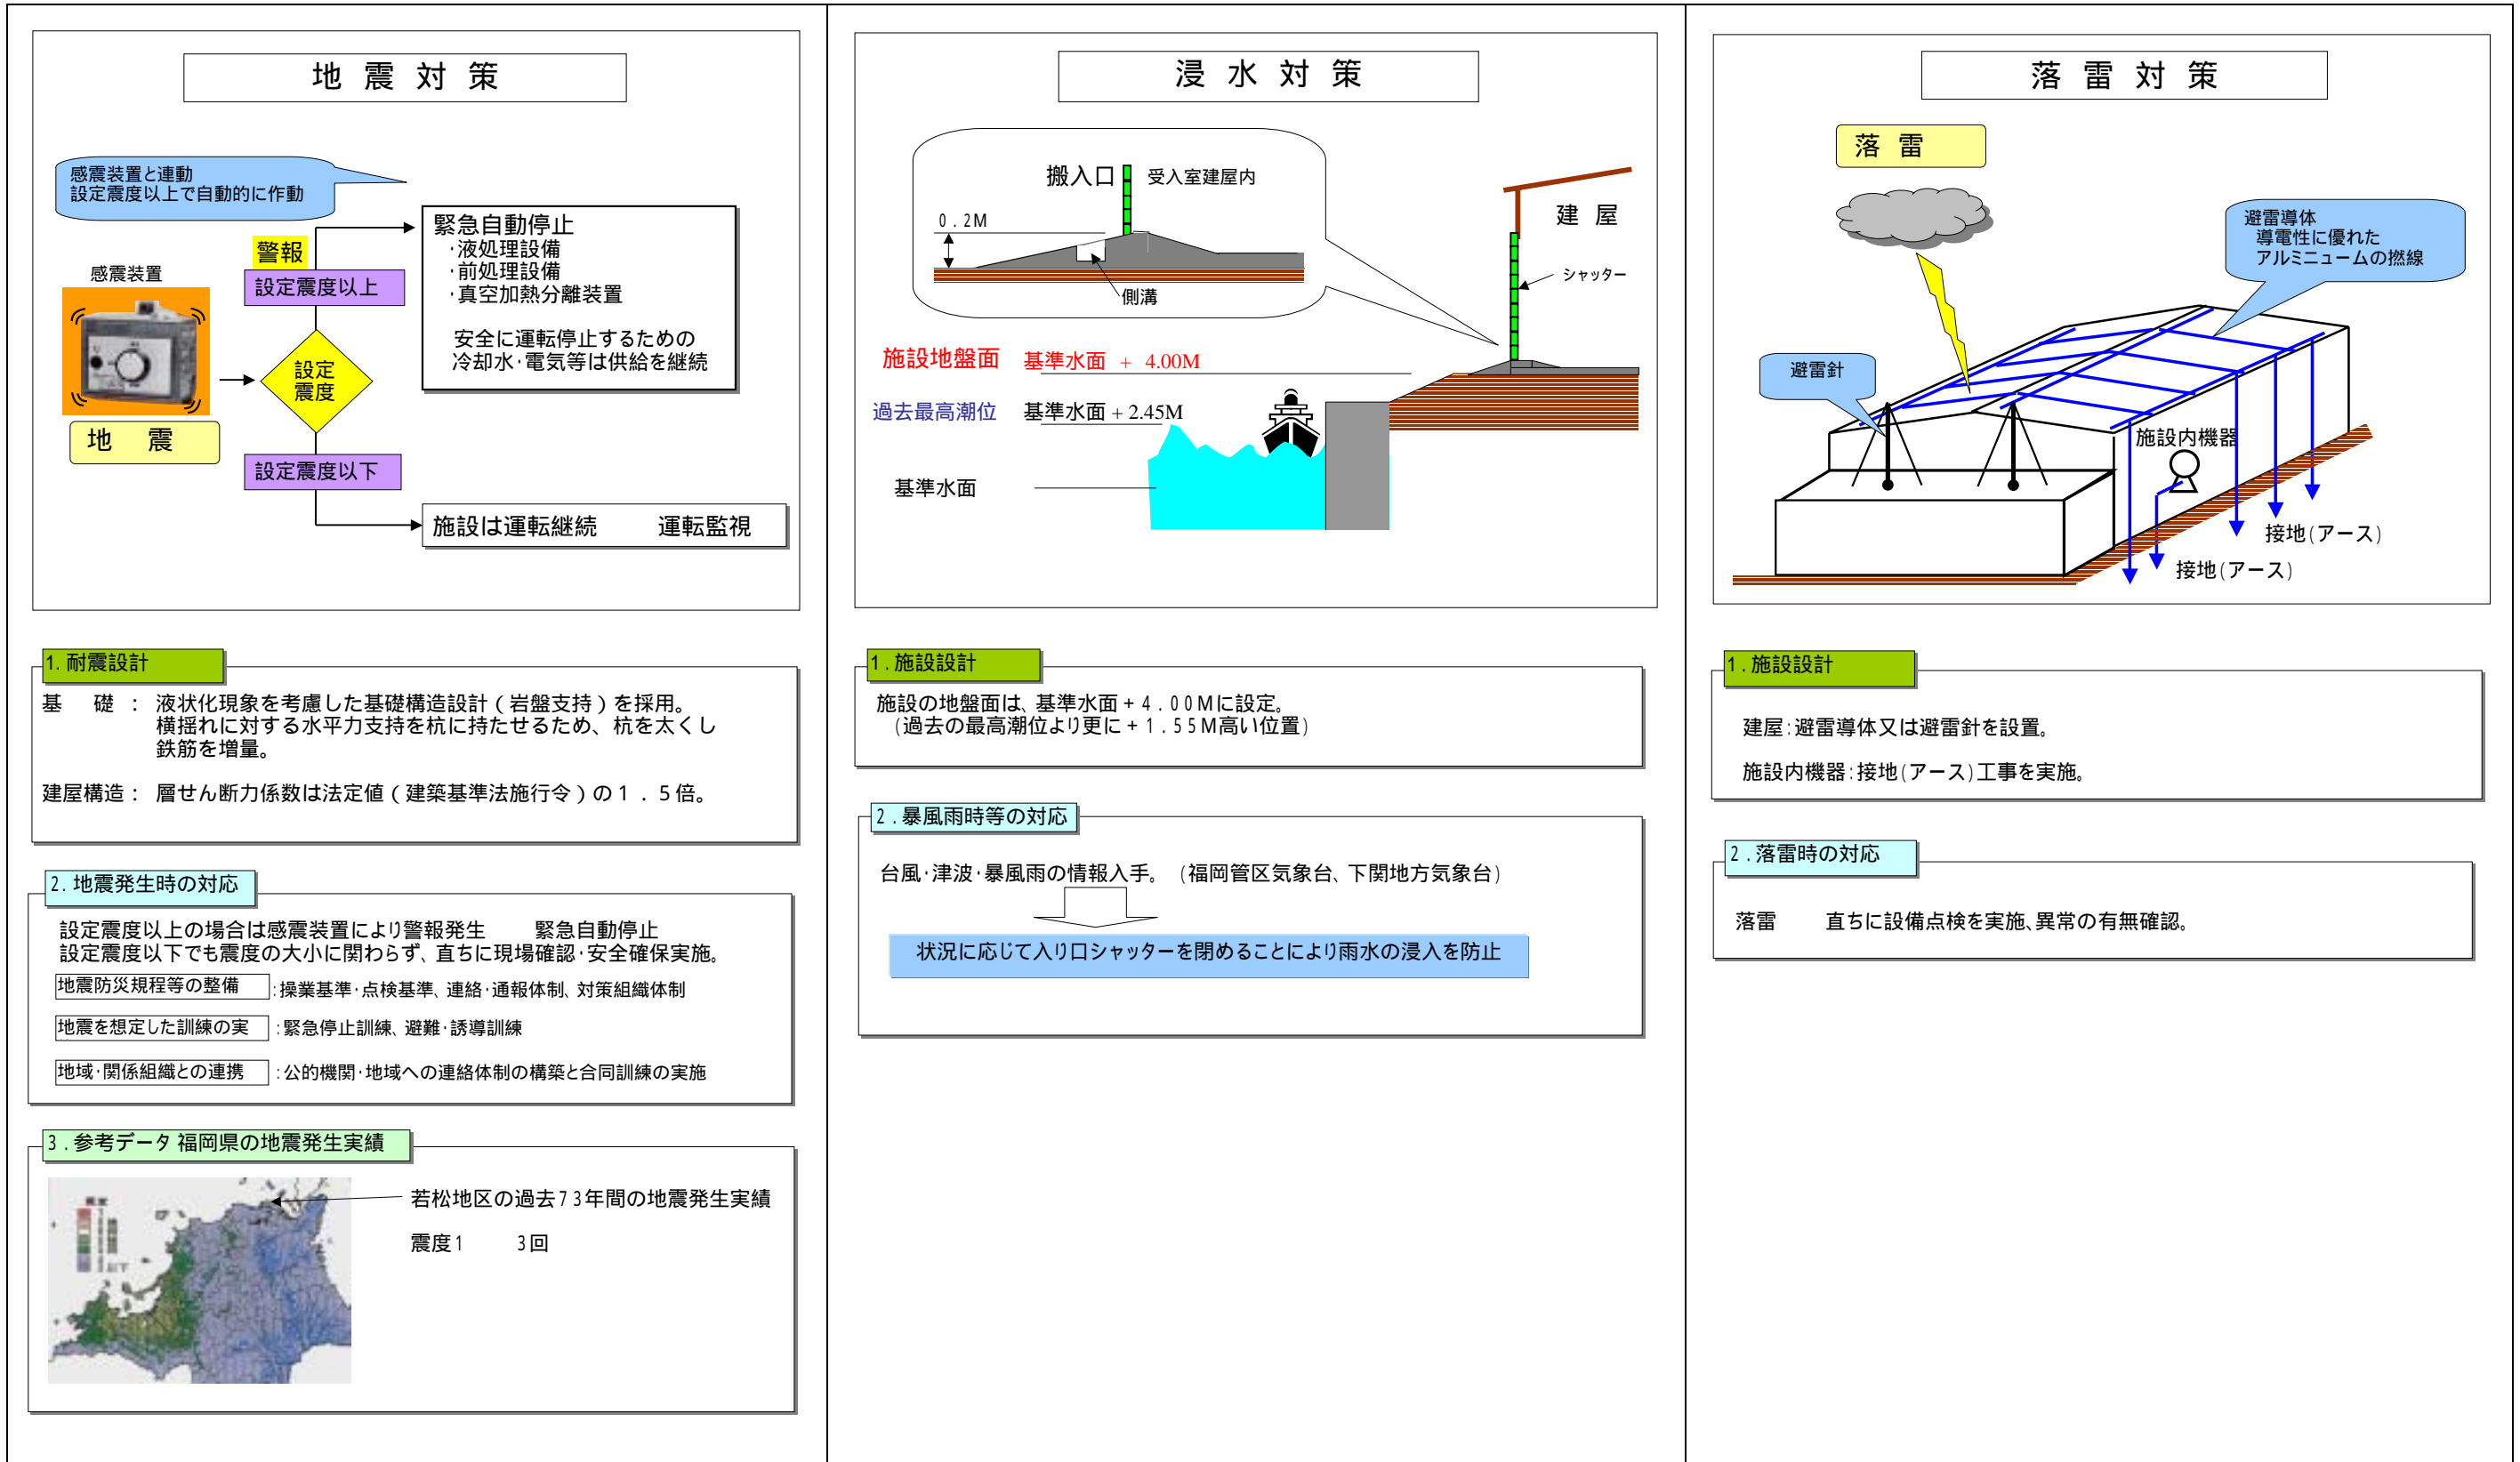 地 震 対 策
感震装置と連動
設定震度以上で自動的に作動
警報
設定震度以上
感震装置
設定
震度
地 震
設定震度以下
緊急自動停止
・液処理設備
・前処理設備
・真空加熱分離装置
安全に運転停止するための
冷却水・電気等は供給を継続
施設は運転継続 運転監視
1. 耐震設計
基 礎 : 液状化現象を考慮した基礎構造設計(岩盤支持)を採用。
横揺れに対する水平力支持を杭に持たせるため、杭を太くし
鉄筋を増量。
建屋構造 : 層せん断力係数は法定値(建築基準法施行令)の1.5倍。
2. 地震発生時の対応
設定震度以上の場合は感震装置により警報発生 緊急自動停止
設定震度以下でも震度の大小に関わらず、直ちに現場確認・安全確保実施。
地震防災規程等の整備 :操業基準・点検基準、連絡・通報体制、対策組織体制
地震を想定した訓練の実 :緊急停止訓練、避難・誘導訓練
地域・関係組織との連携 :公的機関・地域への連絡体制の構築と合同訓練の実施
3.参考データ 福岡県の地震発生実績
若松地区の過去73年間の地震発生実績
震度1 3回
浸 水 対 策
搬入口
受入室建屋内
0.2M
側溝
建 屋
シャッター
施設地盤面 基準水面 + 4.00M
過去最高潮位 基準水面+2.45M
基準水面
1.施設設計
施設の地盤面は、基準水面+4.00Mに設定。
(過去の最高潮位より更に+1.55M高い位置)
2.暴風雨時等の対応
台風・津波・暴風雨の情報入手。 (福岡管区気象台、下関地方気象台)
状況に応じて入り口シャッターを閉めることにより雨水の浸入を防止
落 雷 対 策
落 雷
避雷導体
導電性に優れた
アルミニュームの撚線
避雷針
施設内機器
接地(アース)
接地(アース)
1.施設設計
建屋:避雷導体又は避雷針を設置。
施設内機器:接地(アース)工事を実施。
2.落雷時の対応
落雷 直ちに設備点検を実施、異常の有無確認。